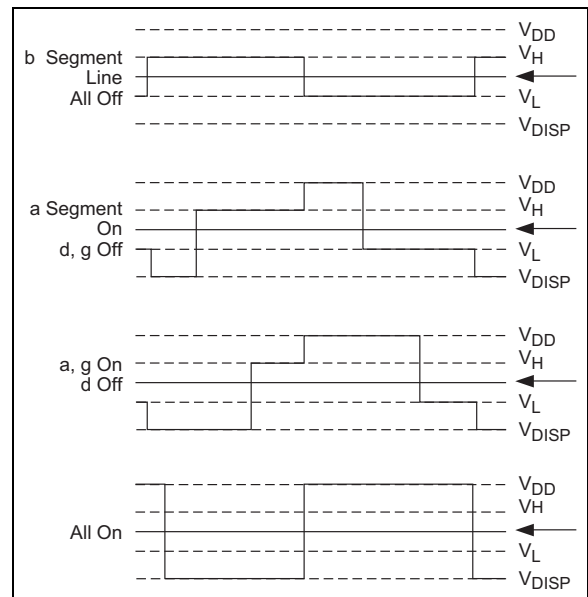 V_DD
b Segment V_H
Line
All Off V_L
V_DISP
V_DD
a Segment V_H
On
d, g Off V_L
V_DISP
V_DD
a, g On V_H
d Off
V_L
V_DISP
V_DD
VH
All On
V_L
V_DISP